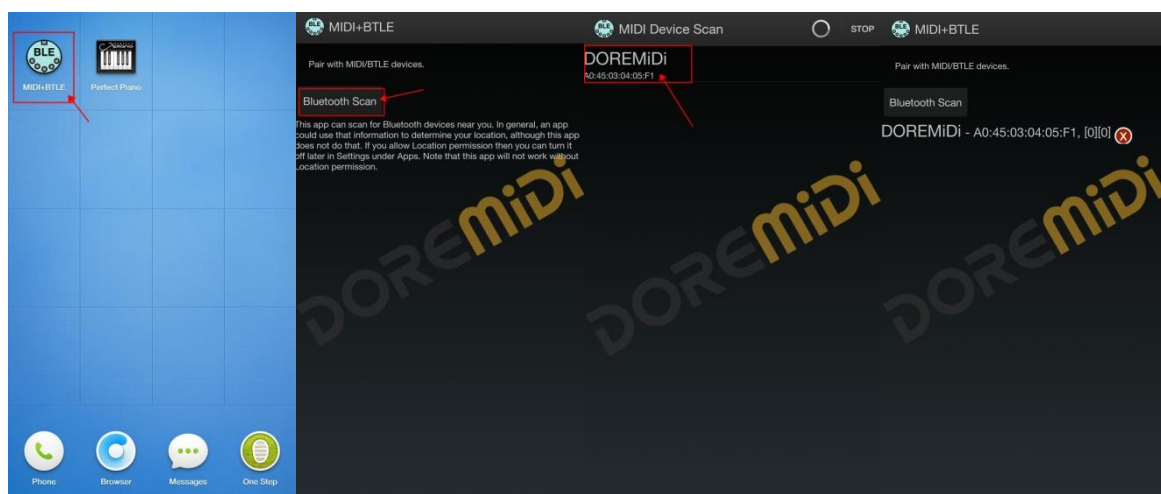 BLE
MIDI+BTLE
Perfect Piano
Phone
Browser
Messages
One Step
BLE MIDI+BTLE
Pair with MIDI/BTLE devices.
Bluetooth Scan
This app can scan for Bluetooth devices near you. In general, an app
could use that information to determine your location, although this app
does not do that. If you allow Location permission then you can turn it
off later in Settings under Apps. Note that this app will not work without
Location permission.
DOREMiDi
BLE MIDI Device Scan STOP
DOREMiDi
A0:45:03:04:05:F1
DOREMiDi
BLE MIDI+BTLE
Pair with MIDI/BTLE devices.
Bluetooth Scan
DOREMiDi - A0:45:03:04:05:F1, [0][0] X
DOREMiDi